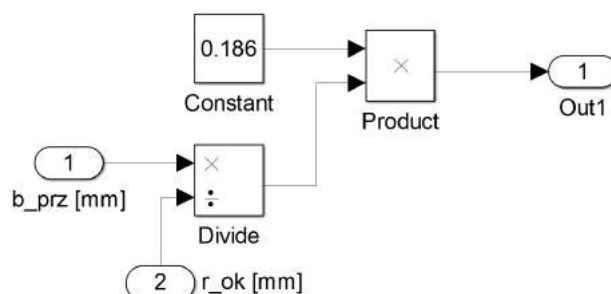 0.186
Constant
×
Product
1
Out1
1
b_prz [mm]
×
÷
Divide
2
r_ok [mm]